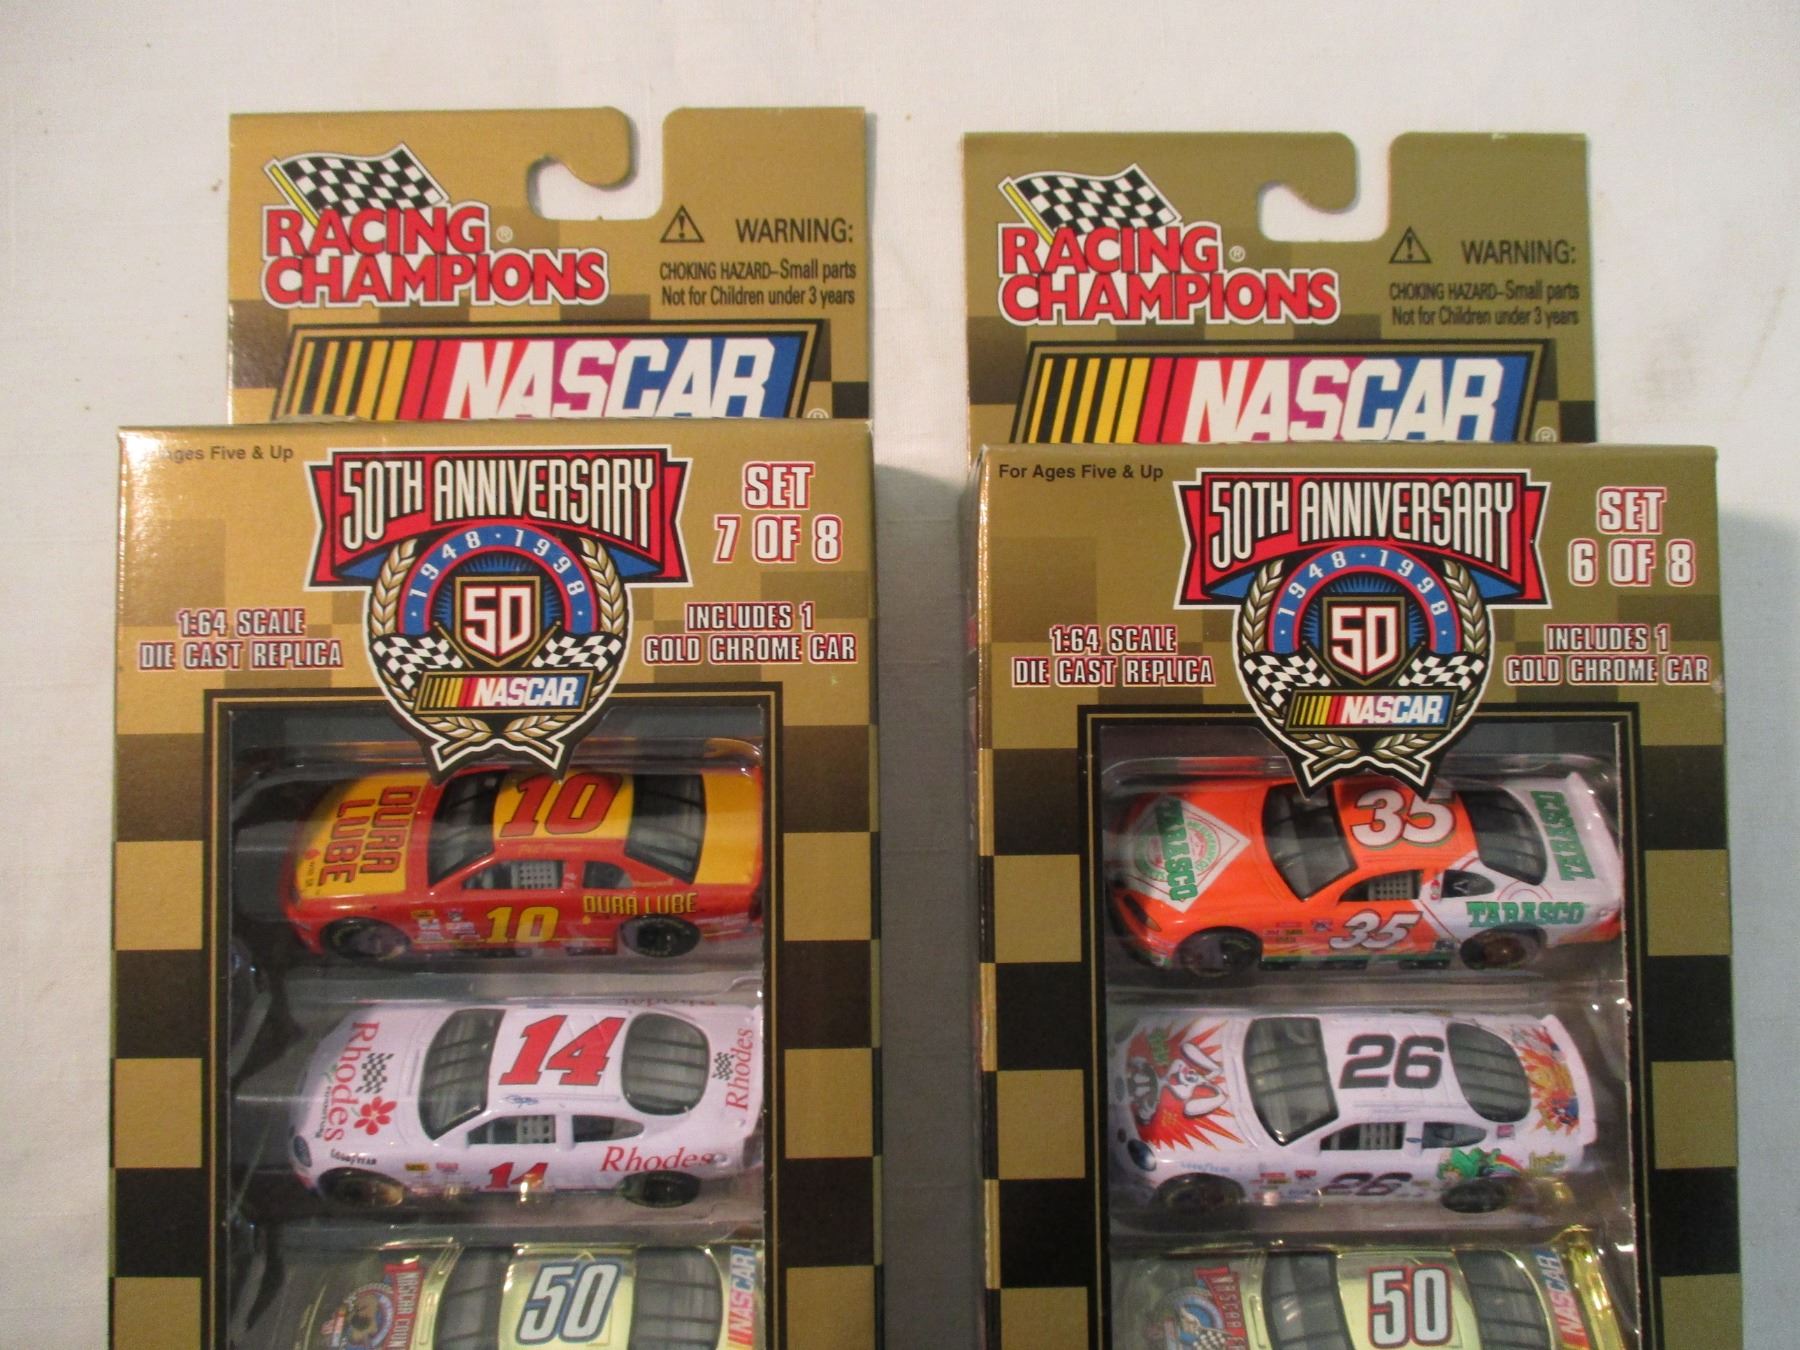 RACING
CHAMPIONS®
WARNING:
CHOKING HAZARD–Small parts
Not for Children under 3 years
NASCAR®
ges Five & Up
50TH ANNIVERSARY
SET
7 OF 8
1948 · 1998
50
NASCAR
1:64 SCALE
DIE CAST REPLICA
INCLUDES 1
GOLD CHROME CAR
DURA
LUBE
10
10
DURA LUBE
Rhodes
14
Rhodes
GOODYEAR
14
Rhodes
50
NASCAR
RACING
CHAMPIONS®
WARNING:
CHOKING HAZARD–Small parts
Not for Children under 3 years
NASCAR®
For Ages Five & Up
50TH ANNIVERSARY
SET
6 OF 8
1948 · 1998
50
NASCAR
1:64 SCALE
DIE CAST REPLICA
INCLUDES 1
GOLD CHROME CAR
TABASCO
35
TABASCO
35
TABASCO
26
26
50
NASCAR